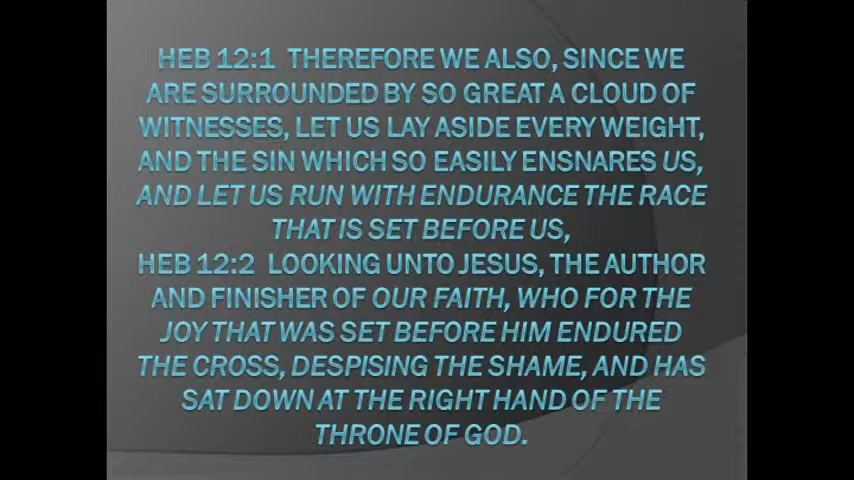 HEB 12:1 THEREFORE WE ALSO, SINCE WE
ARE SURROUNDED BY SO GREAT A CLOUD OF
WITNESSES, LET US LAY ASIDE EVERY WEIGHT,
AND THE SIN WHICH SO EASILY ENSNARES US,
AND LET US RUN WITH ENDURANCE THE RACE
THAT IS SET BEFORE US,
HEB 12:2 LOOKING UNTO JESUS, THE AUTHOR
AND FINISHER OF OUR FAITH, WHO FOR THE
JOY THAT WAS SET BEFORE HIM ENDURED
THE CROSS, DESPISING THE SHAME, AND HAS
SAT DOWN AT THE RIGHT HAND OF THE
THRONE OF GOD.